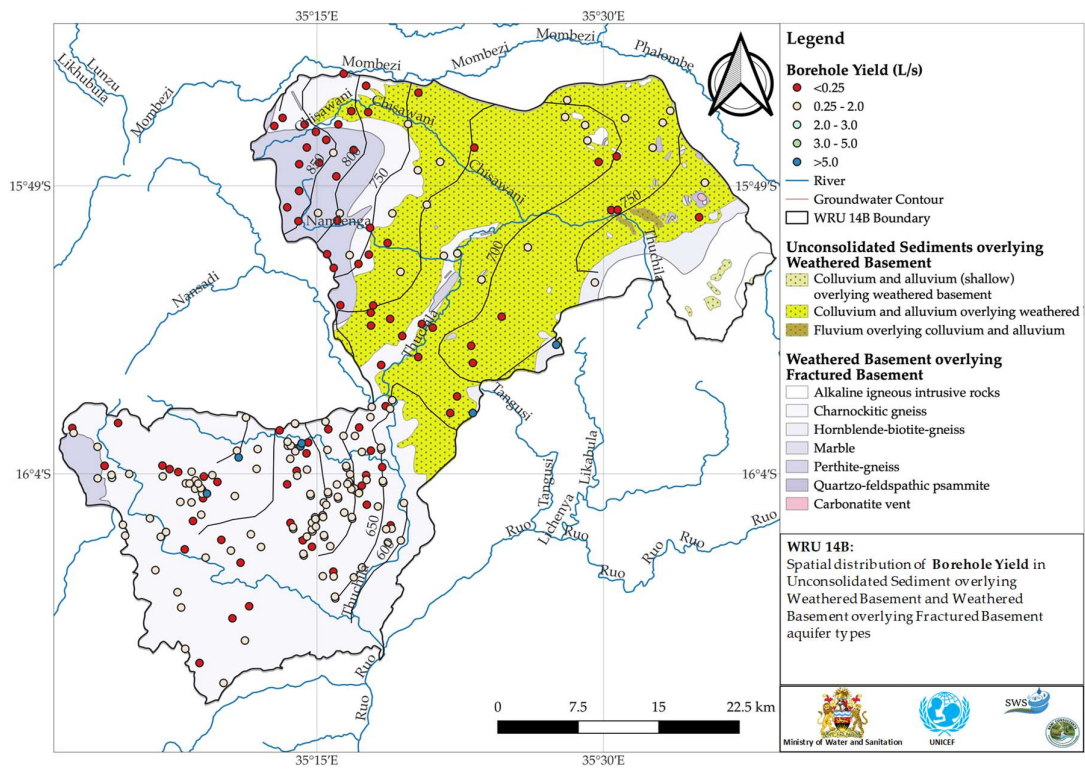 35°15'E
35°30'E
Mombezi
Mombezi
Phalombe
Mombezi
Lunzu
Likhubula
Mombezi
Chisawani
Chisawani
Chisawani
850
800
750
15°49'S
15°49'S
Namtenga
750
700
Thuchila
Nansadi
Thuchila
Tangusi
16°4'S
16°4'S
Tangusi
Likabula
Lichenya
Ruo
Ruo
Ruo
Ruo
Ruo
Ruo
650
600
Thuchila
Ruo
Ruo
0
7.5
15
22.5 km
35°15'E
35°30'E
Legend
Borehole Yield (L/s)
<0.25
0.25 - 2.0
2.0 - 3.0
3.0 - 5.0
>5.0
River
Groundwater Contour
WRU 14B Boundary
Unconsolidated Sediments overlying
Weathered Basement
Colluvium and alluvium (shallow)
overlying weathered basement
Colluvium and alluvium overlying weathered
Fluvium overlying colluvium and alluvium
Weathered Basement overlying
Fractured Basement
Alkaline igneous intrusive rocks
Charnockitic gneiss
Hornblende-biotite-gneiss
Marble
Perthite-gneiss
Quartzo-feldspathic psammite
Carbonatite vent
WRU 14B:
Spatial distribution of Borehole Yield in
Unconsolidated Sediment overlying
Weathered Basement and Weathered
Basement overlying Fractured Basement
aquifer types
Ministry of Water and Sanitation
UNICEF
SWS